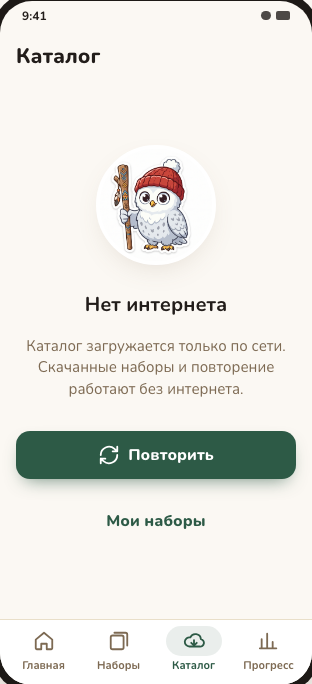 9:41
Каталог
Нет интернета
Каталог загружается только по сети.
Скачанные наборы и повторение
работают без интернета.
Повторить
Мои наборы
Главная
Наборы
Каталог
Прогресс